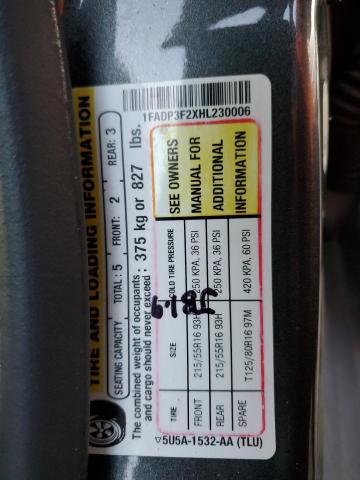 TIRE AND LOADING INFORMATION
SEATING CAPACITY TOTAL: 5 FRONT: 2 REAR: 3
The combined weight of occupants
and cargo should never exceed: 375 kg or 827 lbs.
TIRE SIZE COLD TIRE PRESSURE SEE OWNERS
FRONT 215/55R16 93H 250 KPA, 36 PSI MANUAL FOR
REAR 215/55R16 93H 250 KPA, 36 PSI ADDITIONAL
SPARE T125/80R16 97M 420 KPA, 60 PSI INFORMATION
▽5U5A-1532-AA (TLU)
1FADP3F2XHL230006